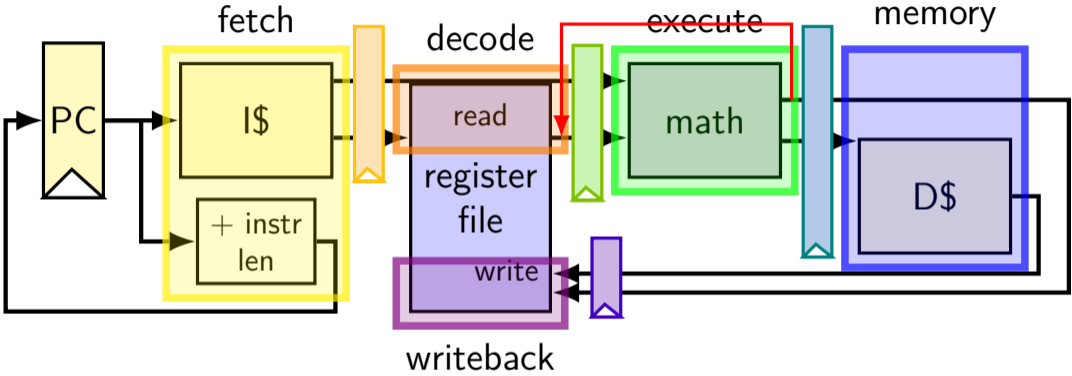 fetch
decode
execute
memory
PC
I$
read
math
register
file
D$
+ instr
len
write
writeback